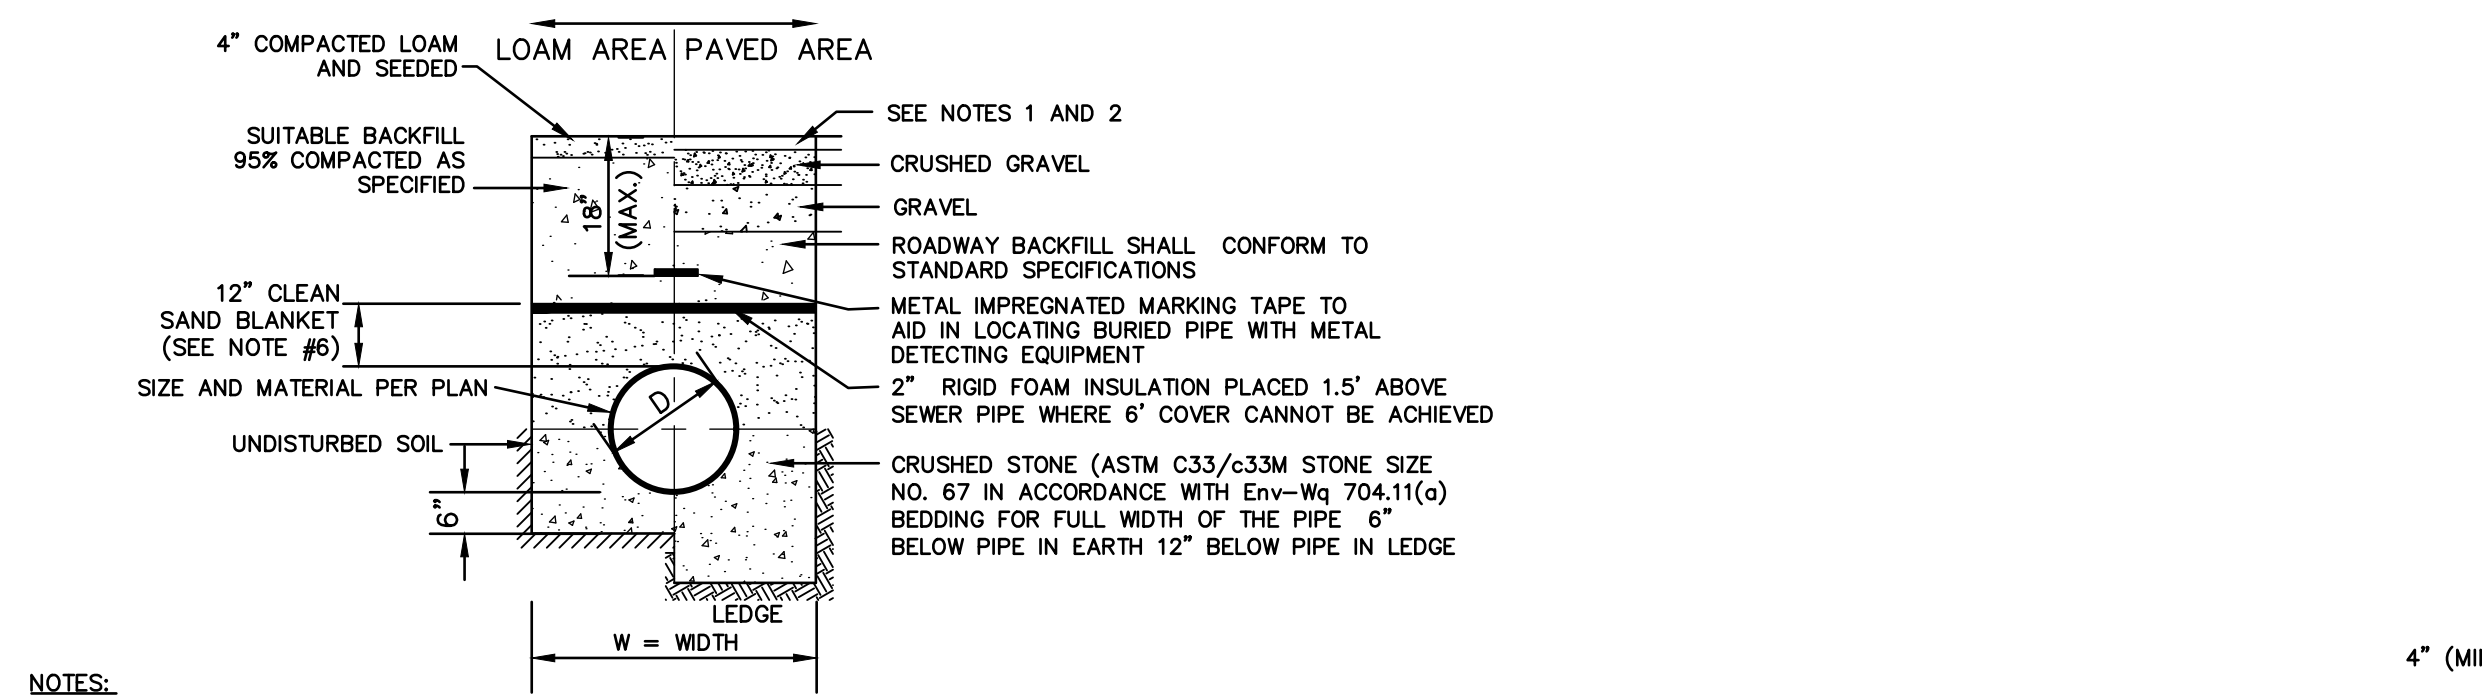 LOAM AREA PAVED AREA
4" COMPACTED LOAM
AND SEEDED
SUITABLE BACKFILL
95% COMPACTED AS
SPECIFIED
18"
(MAX.)
12" CLEAN
SAND BLANKET
(SEE NOTE #6)
SIZE AND MATERIAL PER PLAN
D
UNDISTURBED SOIL
6"
SEE NOTES 1 AND 2
CRUSHED GRAVEL
GRAVEL
ROADWAY BACKFILL SHALL CONFORM TO
STANDARD SPECIFICATIONS
METAL IMPREGNATED MARKING TAPE TO
AID IN LOCATING BURIED PIPE WITH METAL
DETECTING EQUIPMENT
2" RIGID FOAM INSULATION PLACED 1.5' ABOVE
SEWER PIPE WHERE 6' COVER CANNOT BE ACHIEVED
CRUSHED STONE (ASTM C33/c33M STONE SIZE
NO. 67 IN ACCORDANCE WITH Env-Wq 704.11(a)
BEDDING FOR FULL WIDTH OF THE PIPE 6"
BELOW PIPE IN EARTH 12" BELOW PIPE IN LEDGE
LEDGE
W = WIDTH
NOTES:
4"